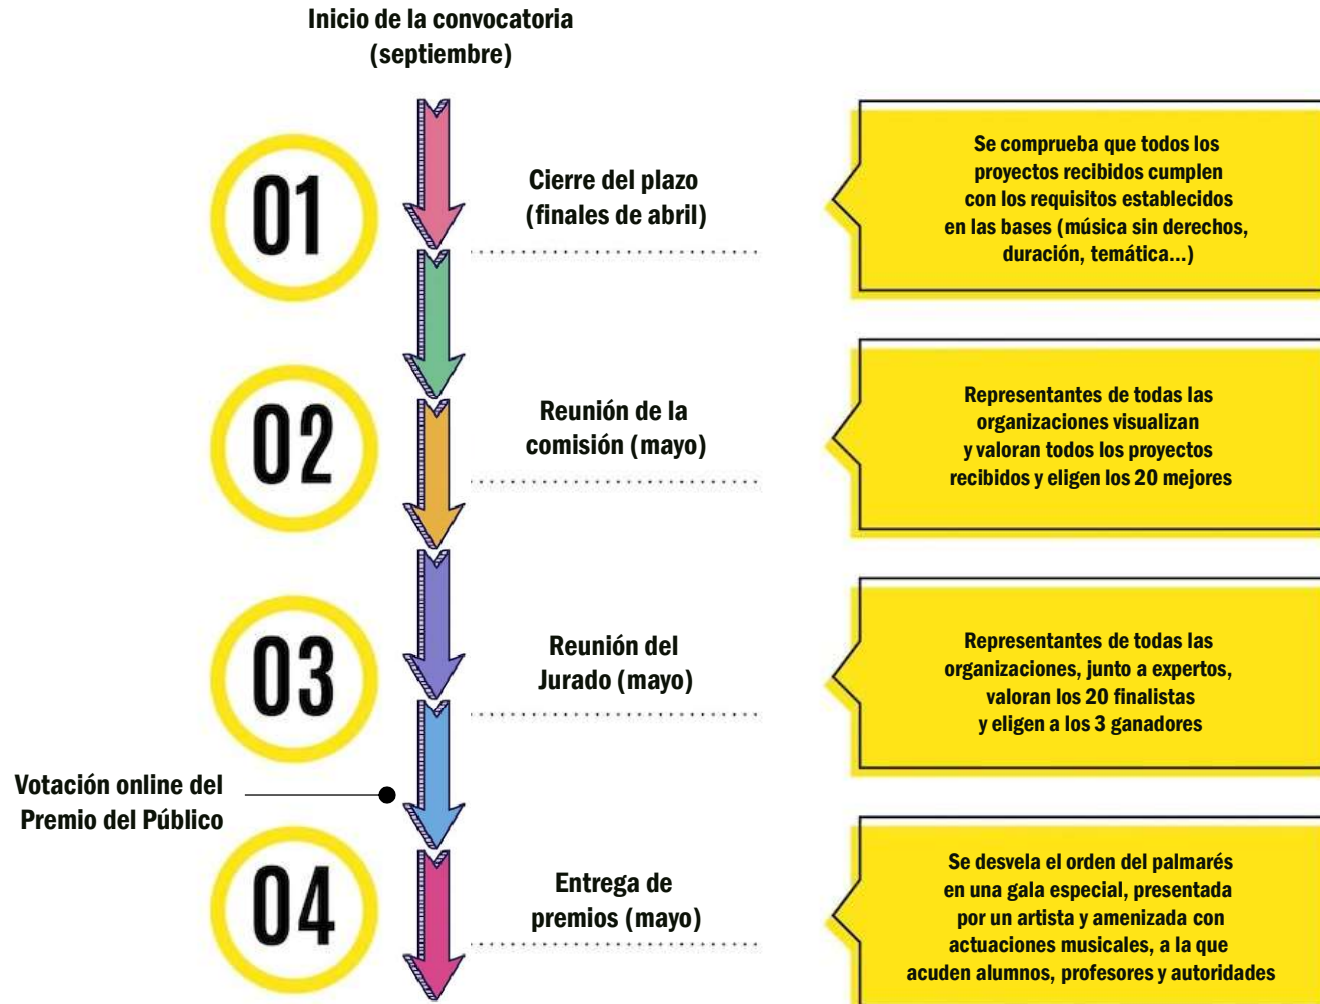 Inicio de la convocatoria
(septiembre)
01
Cierre del plazo
(finales de abril)
Se comprueba que todos los
proyectos recibidos cumplen
con los requisitos establecidos
en las bases (música sin derechos,
duración, temática...)
02
Reunión de la
comisión (mayo)
Representantes de todas las
organizaciones visualizan
y valoran todos los proyectos
recibidos y eligen los 20 mejores
03
Reunión del
Jurado (mayo)
Representantes de todas las
organizaciones, junto a expertos,
valoran los 20 finalistas
y eligen a los 3 ganadores
Votación online del
Premio del Público
04
Entrega de
premios (mayo)
Se desvela el orden del palmarés
en una gala especial, presentada
por un artista y amenizada con
actuaciones musicales, a la que
acuden alumnos, profesores y autoridades